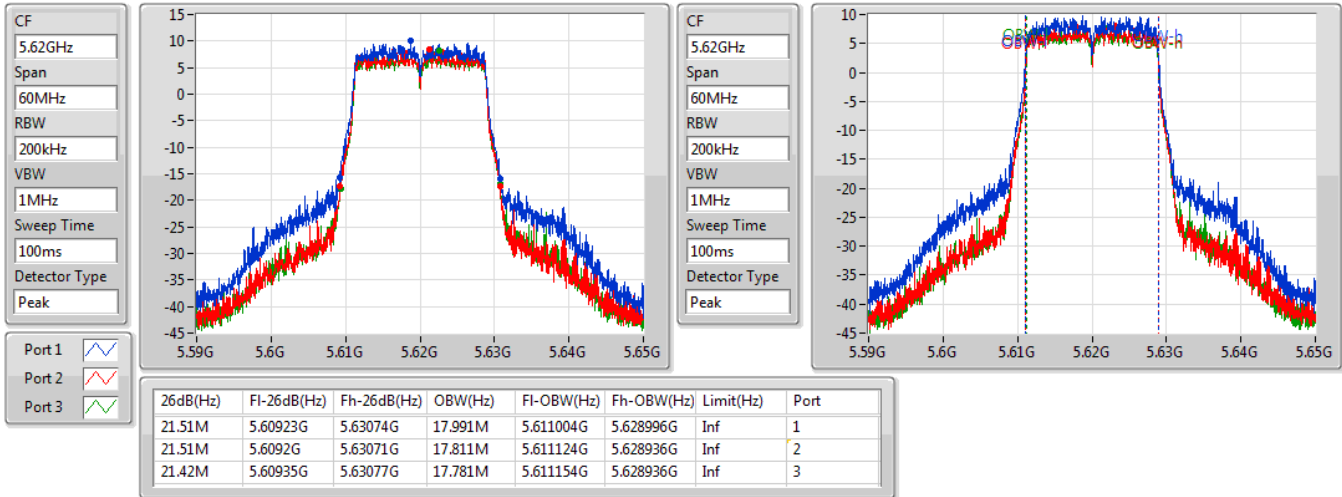 CF
5.62GHz
Span
60MHz
RBW
200kHz
VBW
1MHz
Sweep Time
100ms
Detector Type
Peak
15
10
5
0
-5
-10
-15
-20
-25
-30
-35
-40
-45
5.59G 5.6G 5.61G 5.62G 5.63G 5.64G 5.65G
CF
5.62GHz
Span
60MHz
RBW
200kHz
VBW
1MHz
Sweep Time
100ms
Detector Type
Peak
10
5
0
-5
-10
-15
-20
-25
-30
-35
-40
-45
5.59G 5.6G 5.61G 5.62G 5.63G 5.64G 5.65G
Port 1
Port 2
Port 3
26dB(Hz) Fl-26dB(Hz) Fh-26dB(Hz) OBW(Hz) Fl-OBW(Hz) Fh-OBW(Hz) Limit(Hz) Port
21.51M 5.60923G 5.63074G 17.991M 5.611004G 5.628996G Inf 1
21.51M 5.6092G 5.63071G 17.811M 5.611124G 5.628936G Inf 2
21.42M 5.60935G 5.63077G 17.781M 5.611154G 5.628936G Inf 3